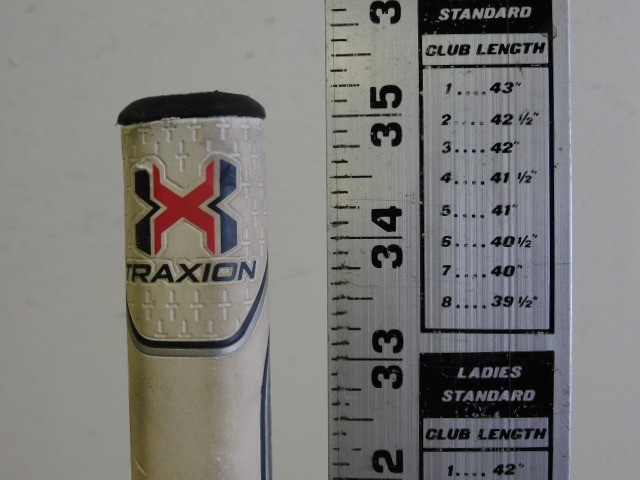 TRAXION
3
35
34
33
2
STANDARD
CLUB LENGTH
1....43"
2....42 1/2"
3....42"
4....41 1/2"
5....41"
6....40 1/2"
7....40"
8....39 1/2"
LADIES
STANDARD
CLUB LENGTH
1....42"